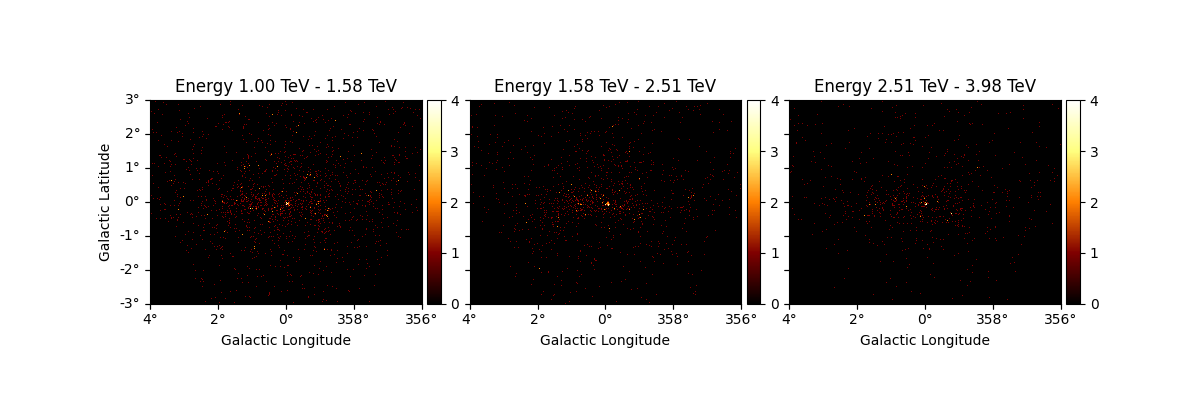 Energy 1.00 TeV - 1.58 TeV
Energy 1.58 TeV - 2.51 TeV
Energy 2.51 TeV - 3.98 TeV
Galactic Latitude
3°
2°
1°
0°
-1°
-2°
-3°
4° 2° 0° 358° 356°
Galactic Longitude
4
3
2
1
0
4° 2° 0° 358° 356°
Galactic Longitude
4
3
2
1
0
4° 2° 0° 358° 356°
Galactic Longitude
4
3
2
1
0